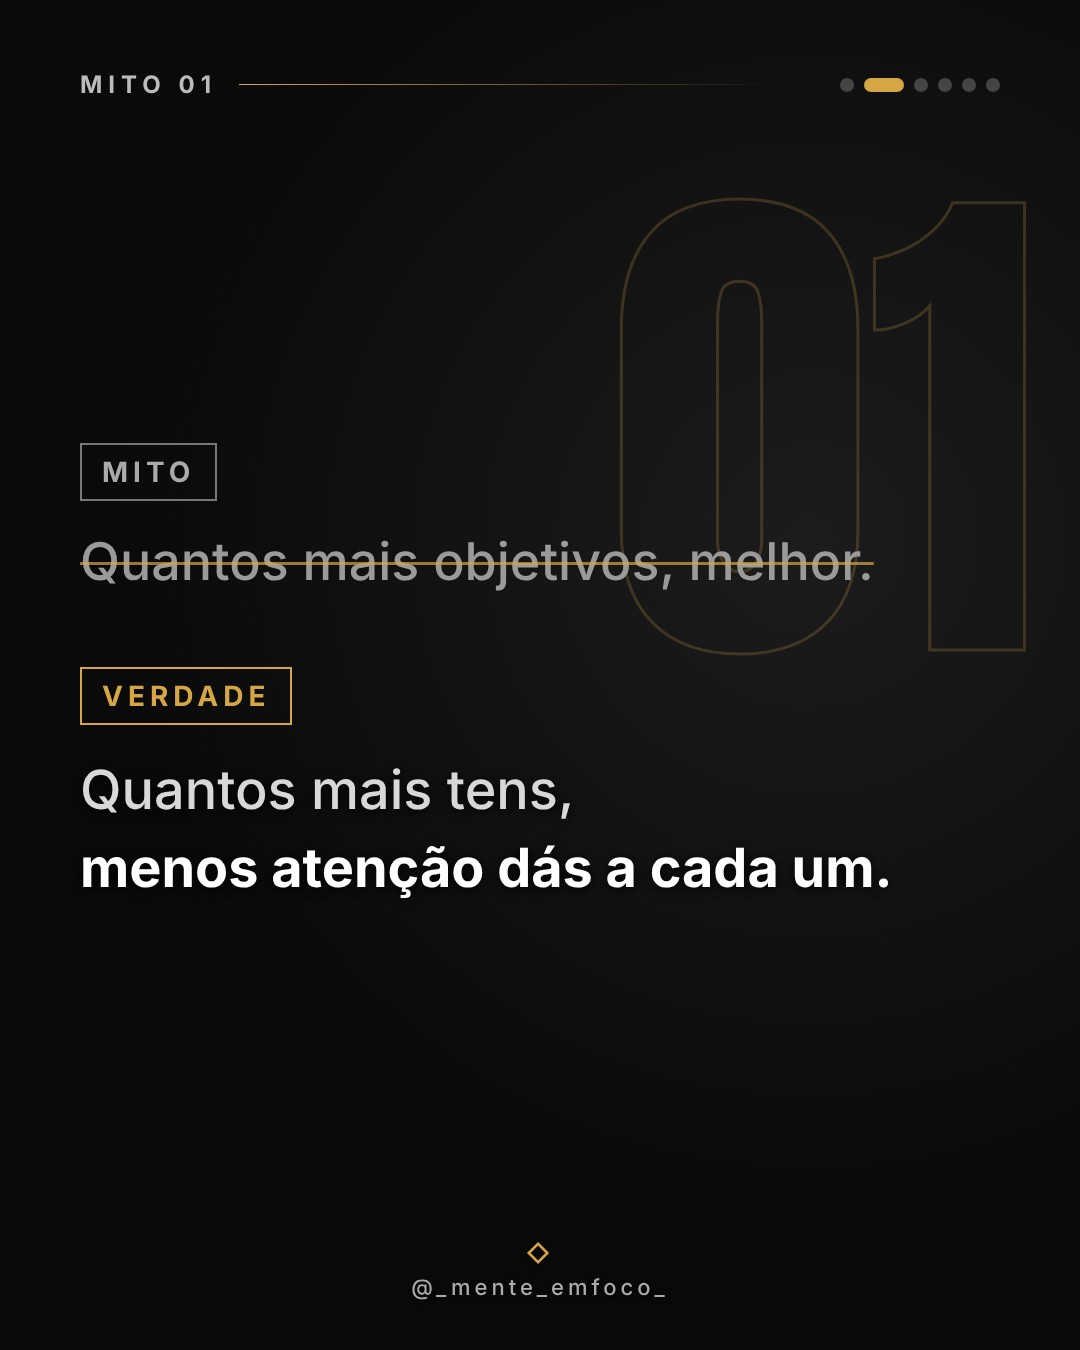 MITO 01
01
MITO
Quantos mais objetivos, melhor.
VERDADE
Quantos mais tens,
menos atenção dás a cada um.
@_mente_emfoco_